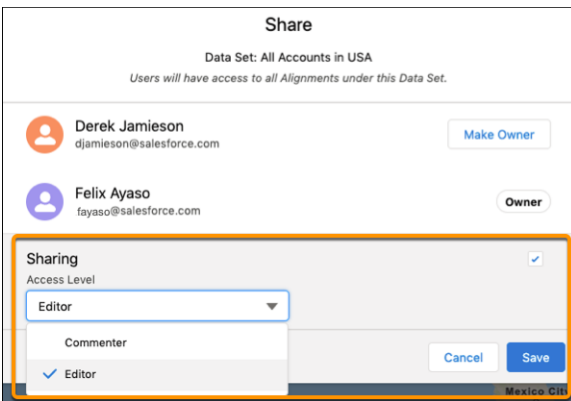 Share
Data Set: All Accounts in USA
Users will have access to all Alignments under this Data Set.
Derek Jamieson
djamieson@salesforce.com
Make Owner
Felix Ayaso
fayaso@salesforce.com
Owner
Sharing
Access Level
Editor
Commenter
Editor
Cancel
Save
Mexico City